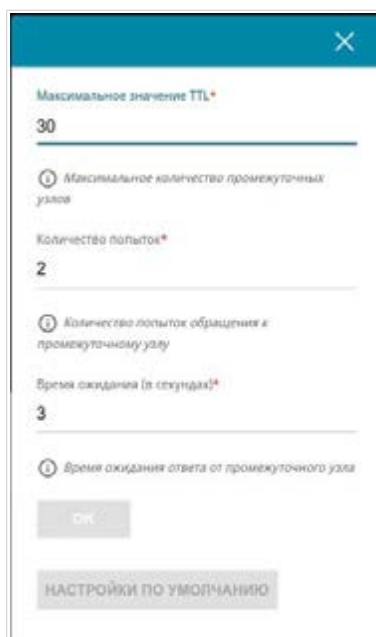 Максимальное значение TTL*
30
Максимальное количество промежуточных
узлов
Количество попыток*
2
Количество попыток обращения к
промежуточному узлу
Время ожидания (в секундах)*
3
Время ожидания ответа от промежуточного узла
ОК
НАСТРОЙКИ ПО УМОЛЧАНИЮ